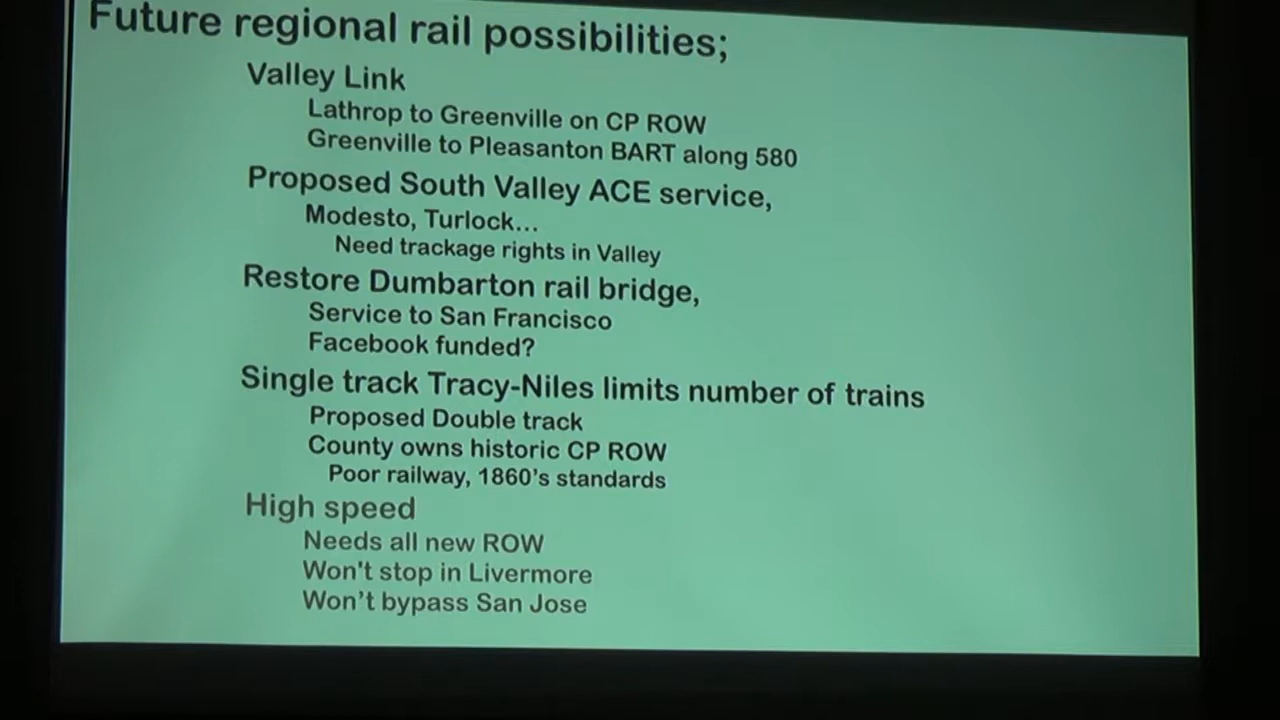 Future regional rail possibilities;
Valley Link
Lathrop to Greenville on CP ROW
Greenville to Pleasanton BART along 580
Proposed South Valley ACE service,
Modesto, Turlock...
Need trackage rights in Valley
Restore Dumbarton rail bridge,
Service to San Francisco
Facebook funded?
Single track Tracy-Niles limits number of trains
Proposed Double track
County owns historic CP ROW
Poor railway, 1860’s standards
High speed
Needs all new ROW
Won't stop in Livermore
Won’t bypass San Jose